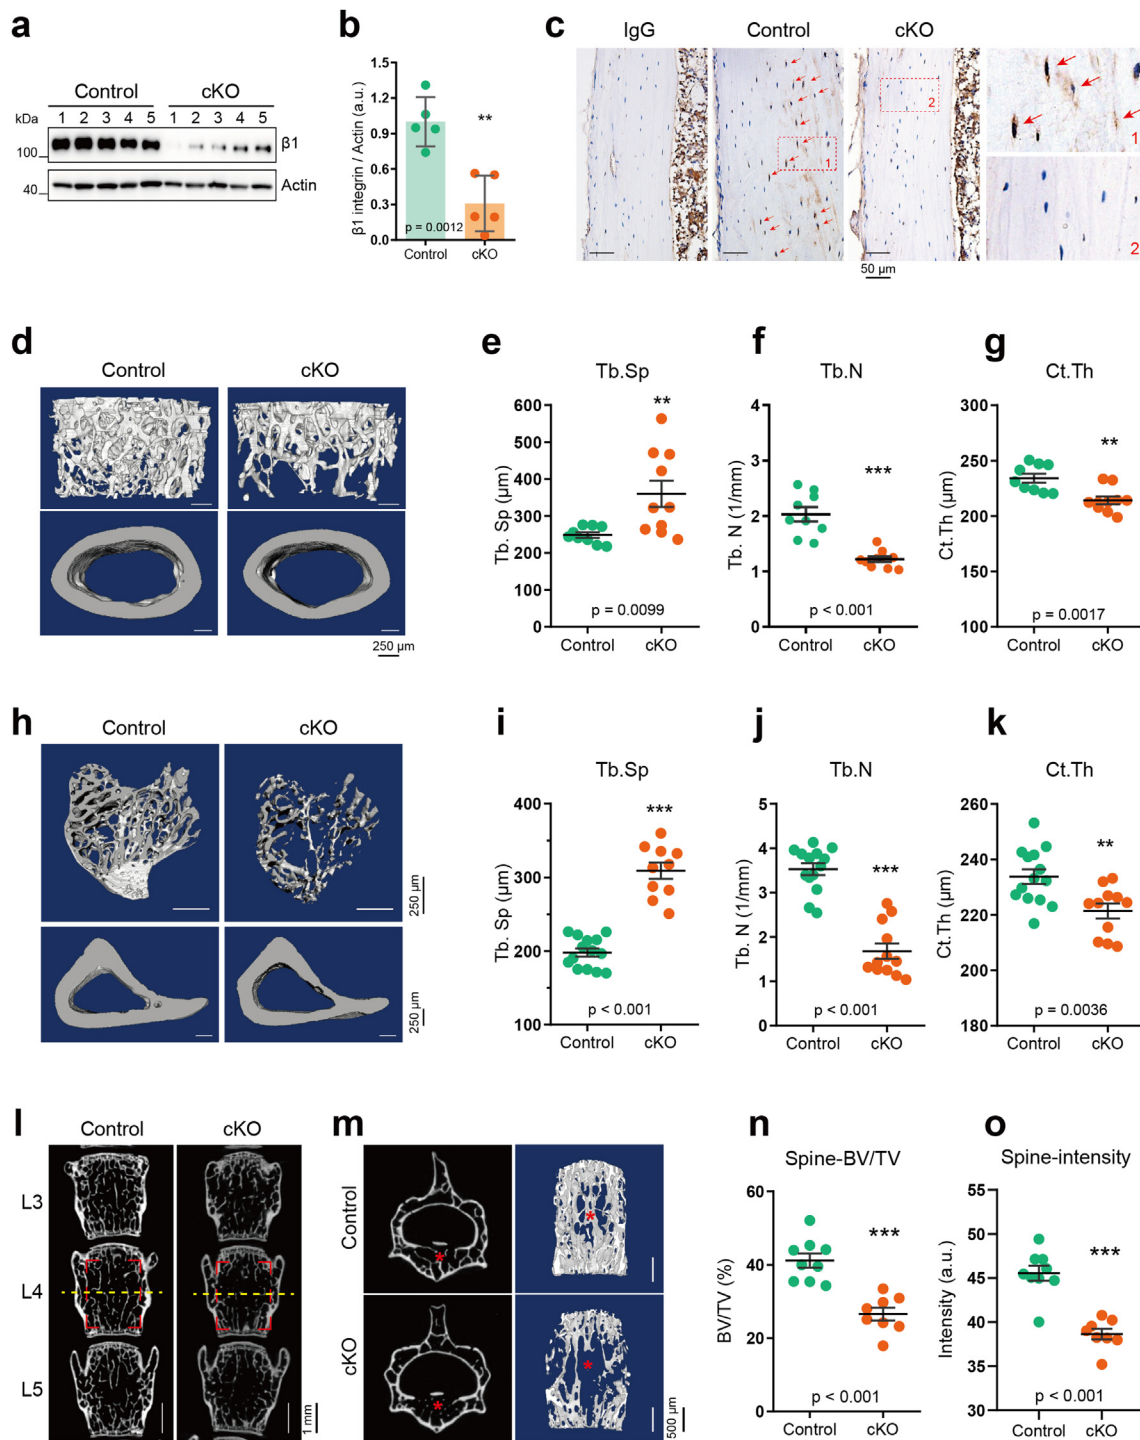 a
Control cKO
kDa 1 2 3 4 5 1 2 3 4 5
100 β1
40 Actin
b
β1 integrin / Actin (a.u.)
1.5
1.2
0.9
0.6
0.3
0.0
**
p = 0.0012
Control cKO
c
IgG Control cKO
1
2
1
2
50 µm
d
Control cKO
250 µm
e
Tb.Sp
Tb. Sp (µm)
600
500
400
300
200
100
0
**
p = 0.0099
Control cKO
f
Tb.N
Tb. N (1/mm)
4
3
2
1
0
***
p < 0.001
Control cKO
g
Ct.Th
Ct.Th (µm)
300
250
200
150
100
**
p = 0.0017
Control cKO
h
Control cKO
250 µm
250 µm
i
Tb.Sp
Tb. Sp (µm)
400
300
200
100
***
p < 0.001
Control cKO
j
Tb.N
Tb. N (1/mm)
5
4
3
2
1
0
***
p < 0.001
Control cKO
k
Ct.Th
Ct.Th (µm)
260
240
220
200
180
**
p = 0.0036
Control cKO
l
Control cKO
L3
L4
L5
1 mm
m
Control
*
*
cKO
*
*
500 µm
n
Spine-BV/TV
BV/TV (%)
60
40
20
0
***
p < 0.001
Control cKO
o
Spine-intensity
Intensity (a.u.)
55
50
45
40
35
30
***
p < 0.001
Control cKO